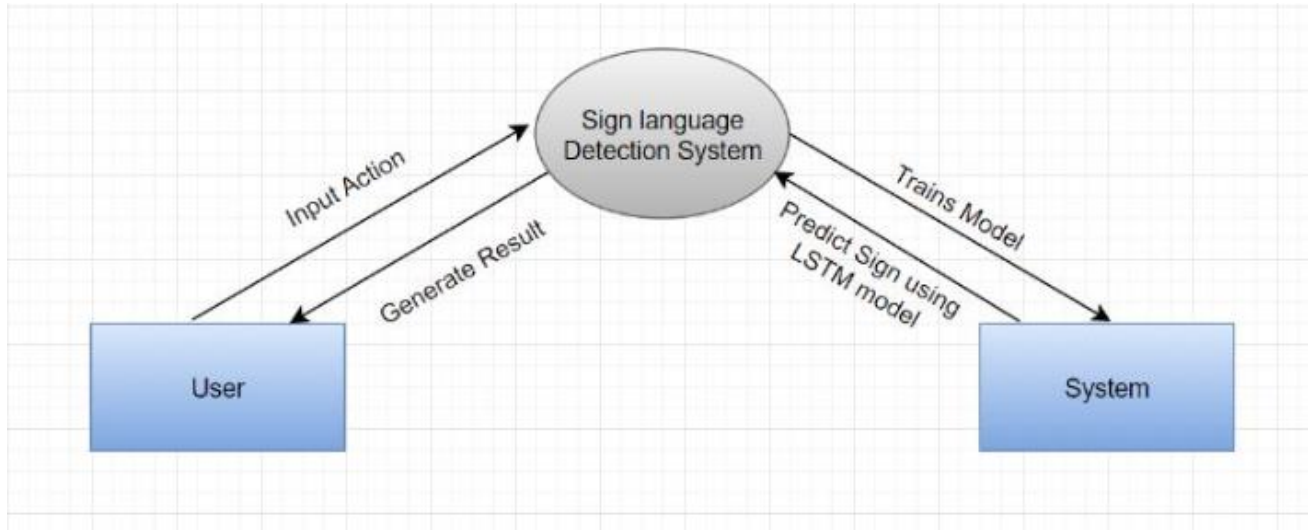 Sign language
Detection System
Input Action
Generate Result
Trains Model
Predict Sign using
LSTM model
User
System